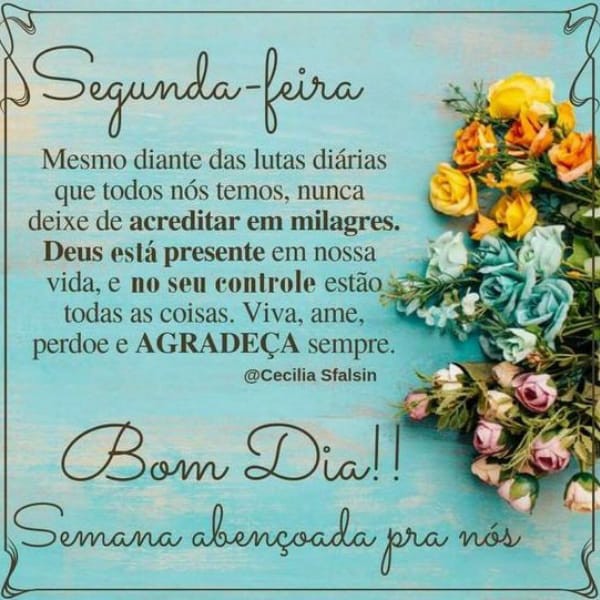 Segunda-feira
Mesmo diante das lutas diárias
que todos nós temos, nunca
deixe de acreditar em milagres.
Deus está presente em nossa
vida, e no seu controle estão
todas as coisas. Viva, ame,
perdoe e AGRADEÇA sempre.
@Cecilia Sfalsin
Bom Dia!!
Semana abençoada pra nós